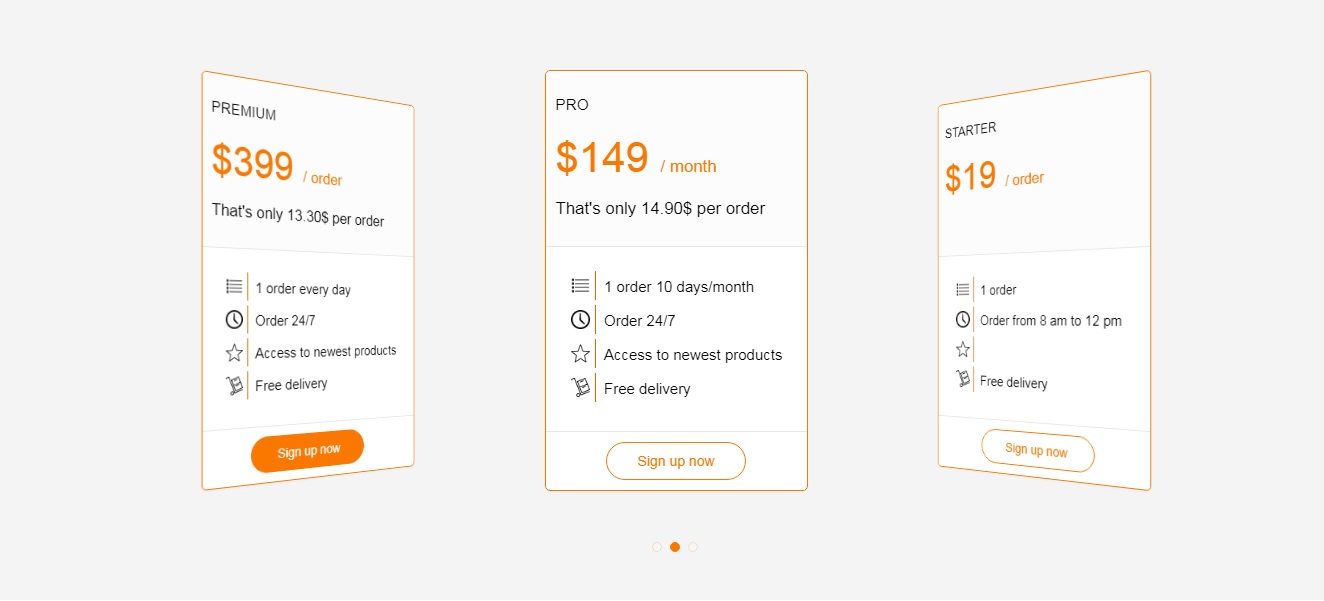 PREMIUM
$399 / order
That's only 13.30$ per order
1 order every day
Order 24/7
Access to newest products
Free delivery
Sign up now
PRO
$149 / month
That's only 14.90$ per order
1 order 10 days/month
Order 24/7
Access to newest products
Free delivery
Sign up now
STARTER
$19 / order
1 order
Order from 8 am to 12 pm
Free delivery
Sign up now